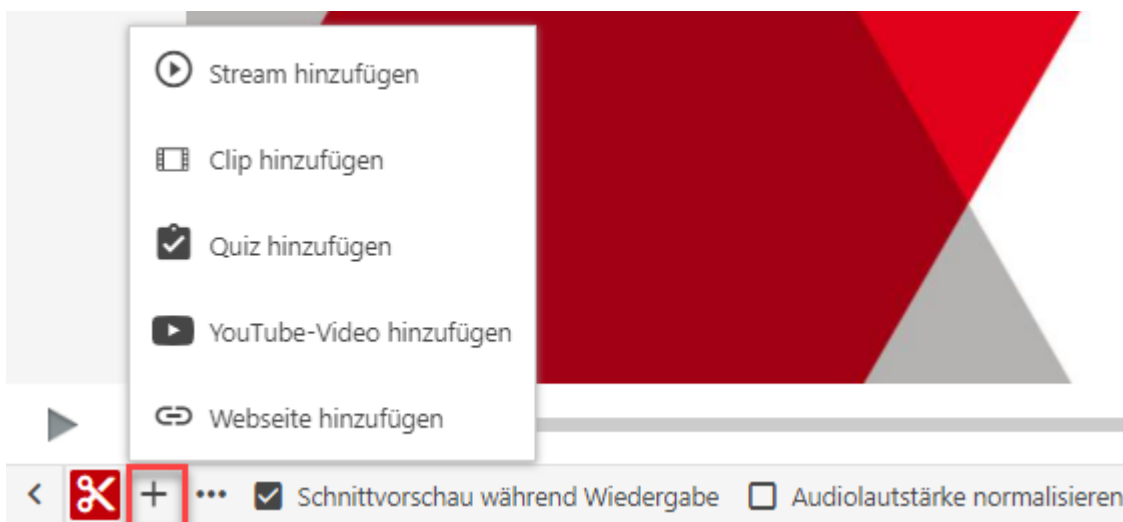 Stream hinzufügen
Clip hinzufügen
Quiz hinzufügen
YouTube-Video hinzufügen
Webseite hinzufügen
Schnittvorschau während Wiedergabe Audiolautstärke normalisieren